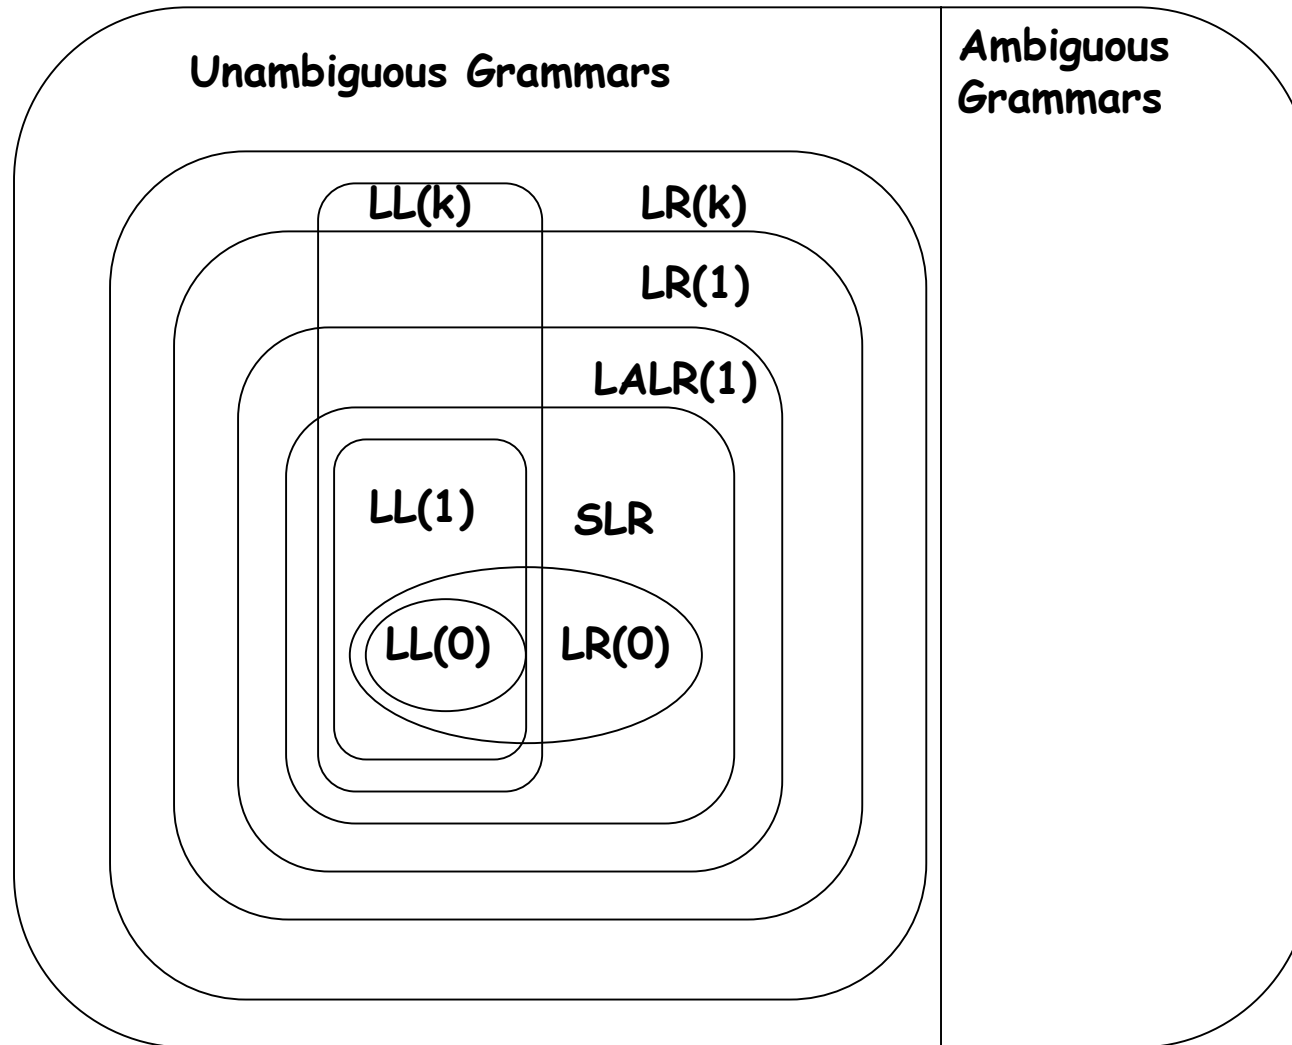 Unambiguous Grammars
Ambiguous
Grammars
LL(k)
LR(k)
LR(1)
LALR(1)
LL(1)
SLR
LL(0)
LR(0)